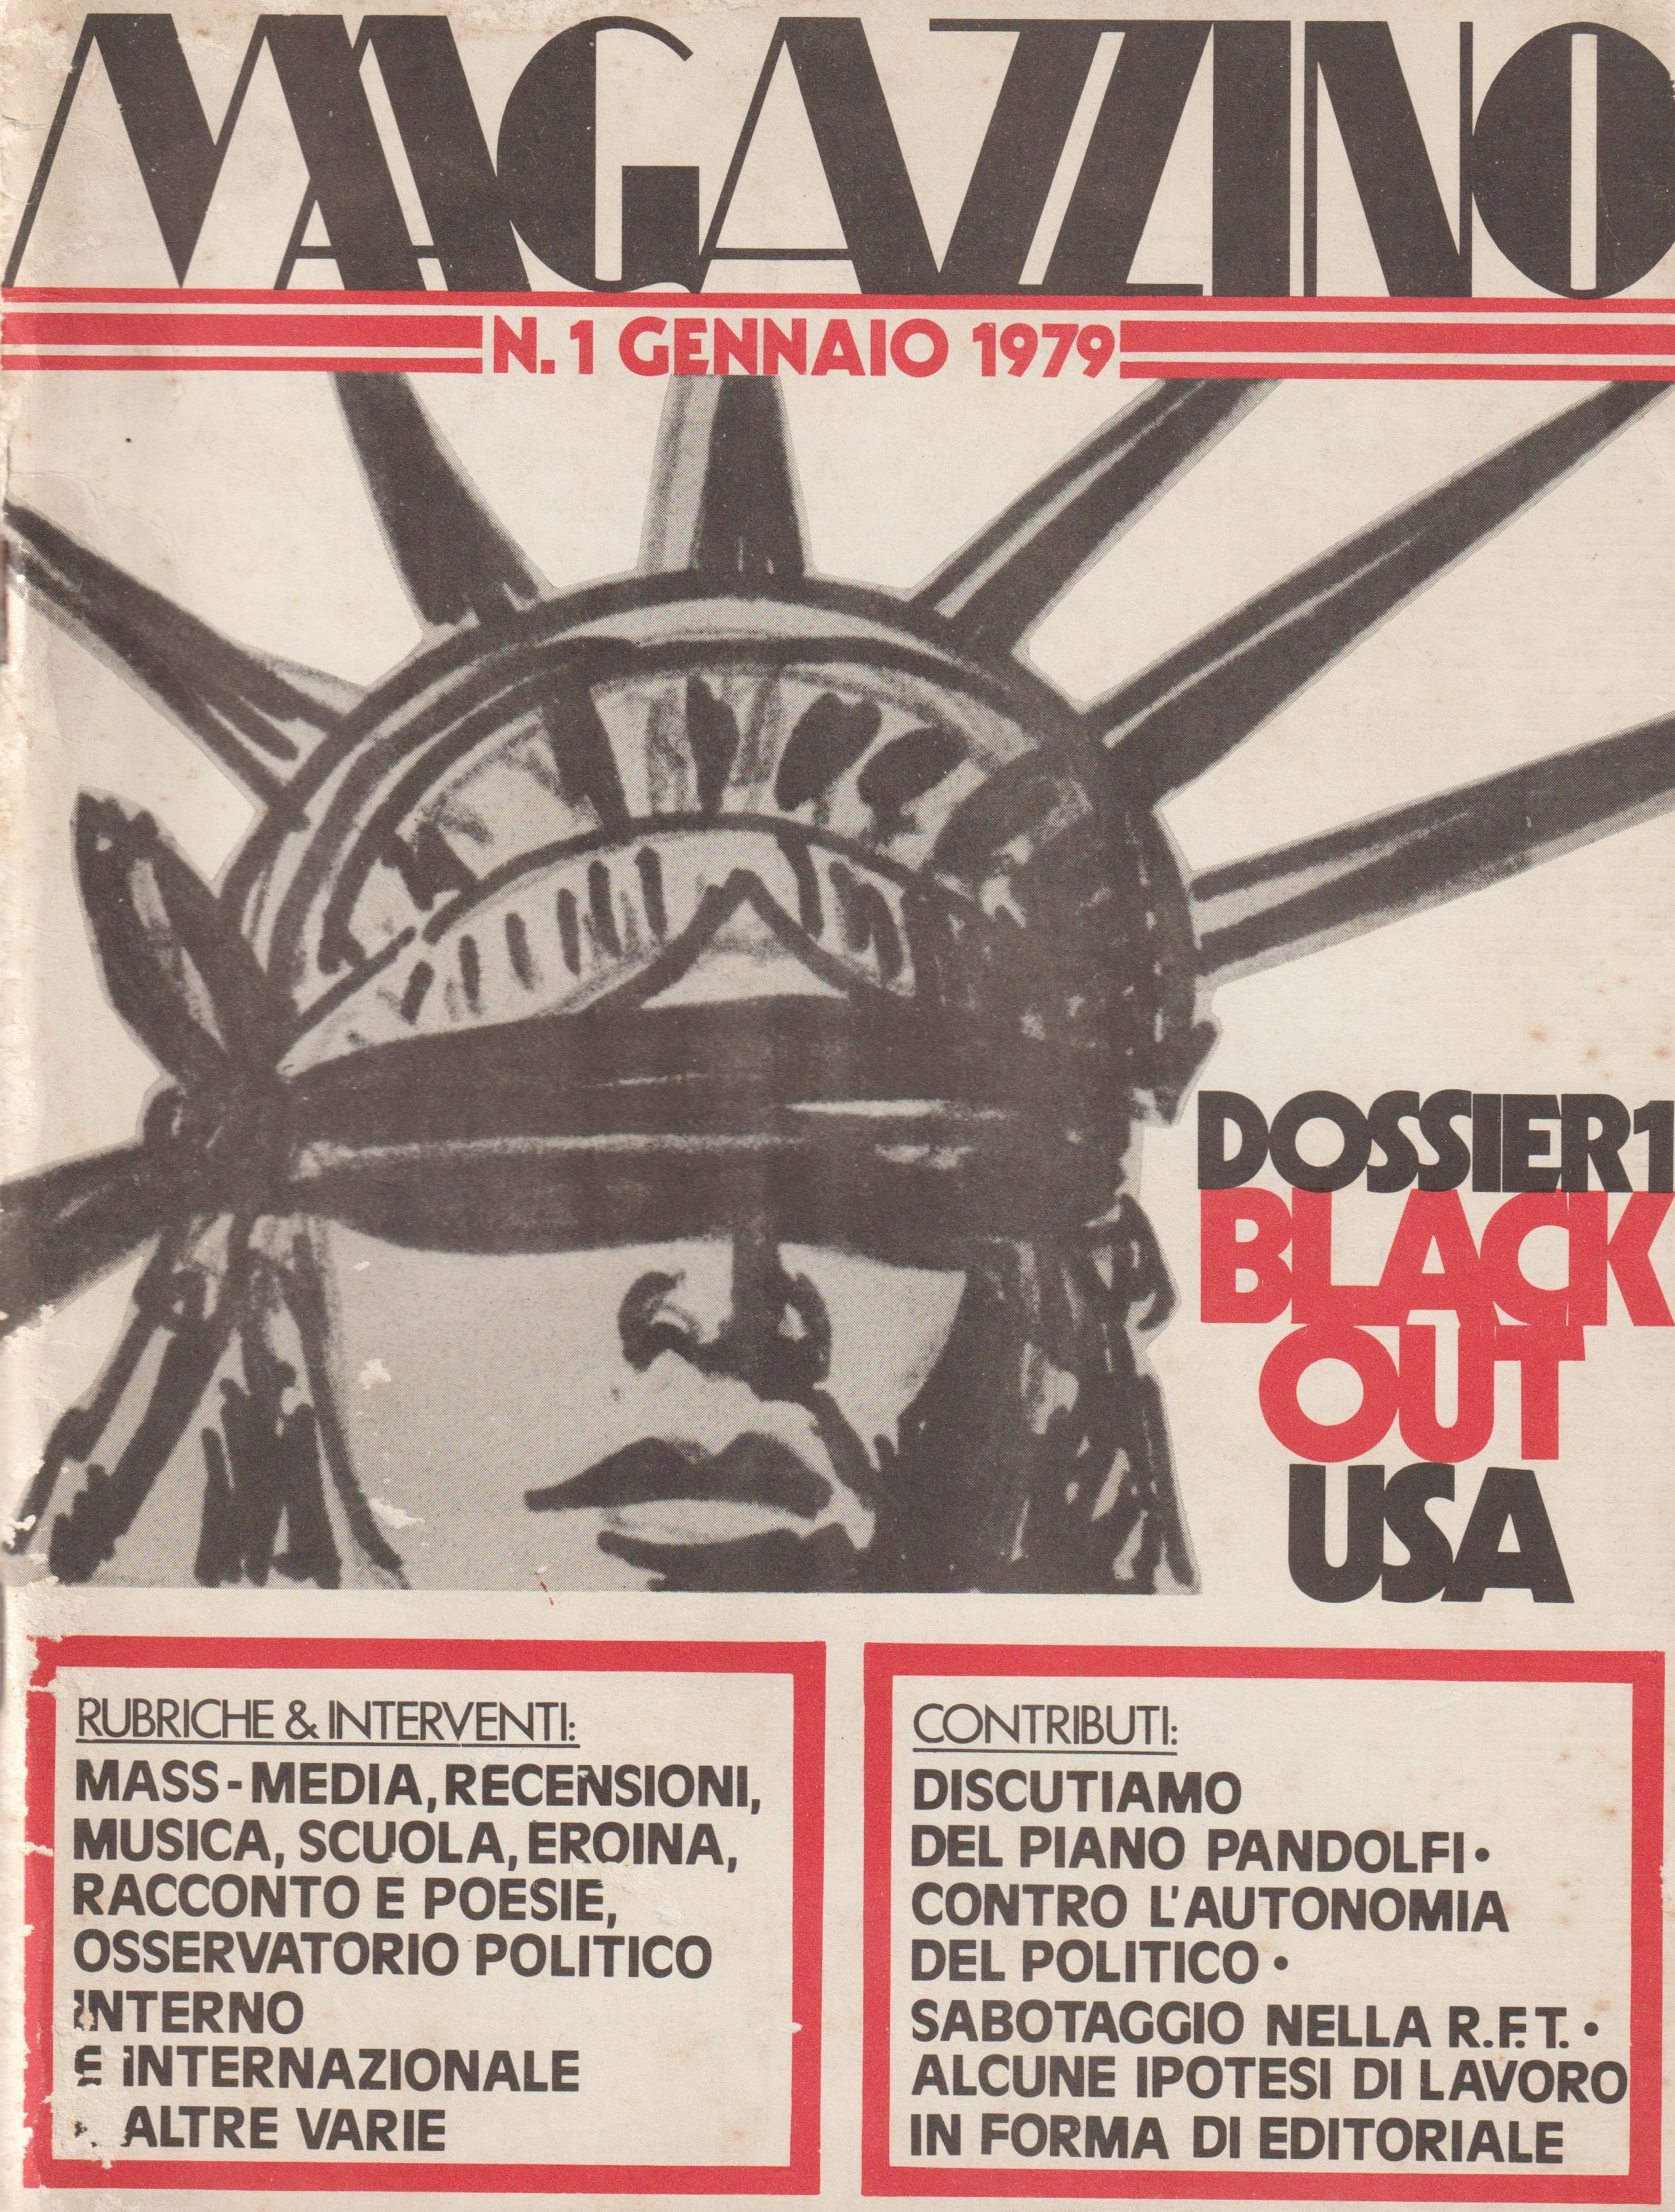 MAGAZZINO
N. 1 GENNAIO 1979
DOSSIER 1
BLACK
OUT
USA
RUBRICHE & INTERVENTI:
MASS-MEDIA, RECENSIONI,
MUSICA, SCUOLA, EROINA,
RACCONTO E POESIE,
OSSERVATORIO POLITICO
INTERNO
E INTERNAZIONALE
ALTRE VARIE
CONTRIBUTI:
DISCUTIAMO
DEL PIANO PANDOLFI •
CONTRO L'AUTONOMIA
DEL POLITICO •
SABOTAGGIO NELLA R.F.T. •
ALCUNE IPOTESI DI LAVORO
IN FORMA DI EDITORIALE